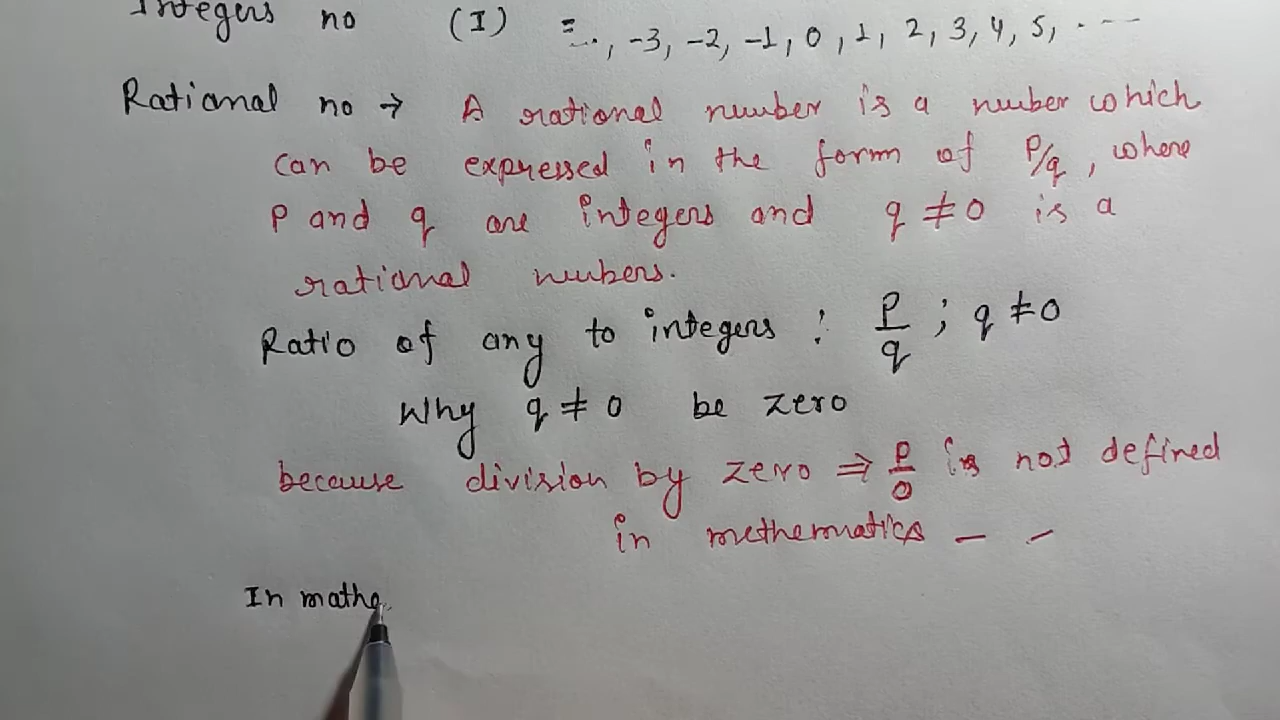 Integers no (I) = ..., -3, -2, -1, 0, 1, 2, 3, 4, 5, ....
Rational no → A rational number is a number which
can be expressed in the form of P/q, where
P and q are integers and q ≠ 0 is a
rational nubers.
Ratio of any to integers : P/q ; q ≠ 0
Why q ≠ 0 be zero
because division by zero ⇒ P/0 is not defined
in methematics - -
In mathe